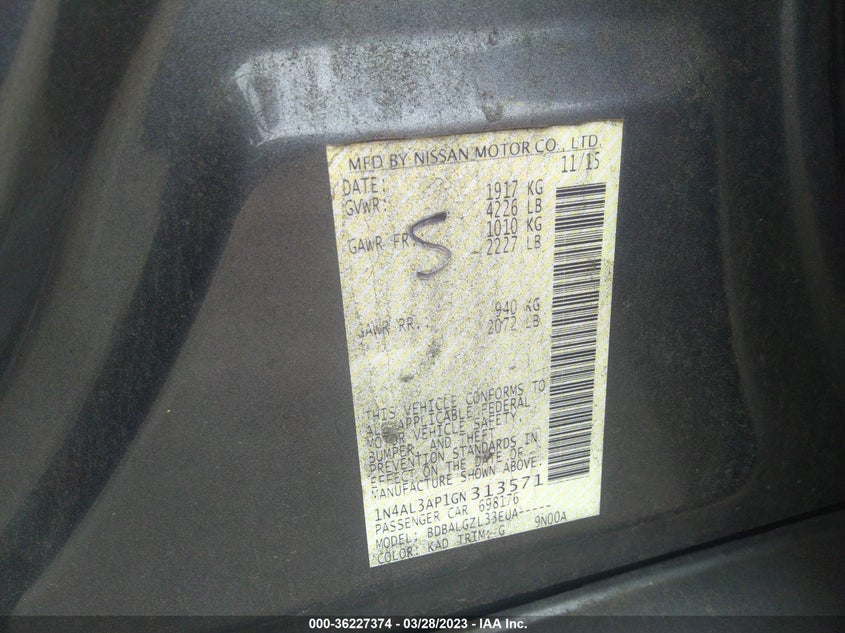 MFD BY NISSAN MOTOR CO., LTD.
DATE: 11/15
GVWR: 1917 KG
4226 LB
GAWR FR 1010 KG
2227 LB
S
GAWR RR.: 940 KG
2072 LB
THIS VEHICLE CONFORMS TO
ALL APPLICABLE FEDERAL
MOTOR VEHICLE SAFETY,
BUMPER, AND THEFT
PREVENTION STANDARDS IN
EFFECT ON THE DATE OF
MANUFACTURE SHOWN ABOVE.
1N4AL3AP1GN313571
PASSENGER CAR 698176
MODEL: BDBALGZL33EUA----- 9N00A
COLOR: KAD TRIM: G
000-36227374 - 03/28/2023 - IAA Inc.